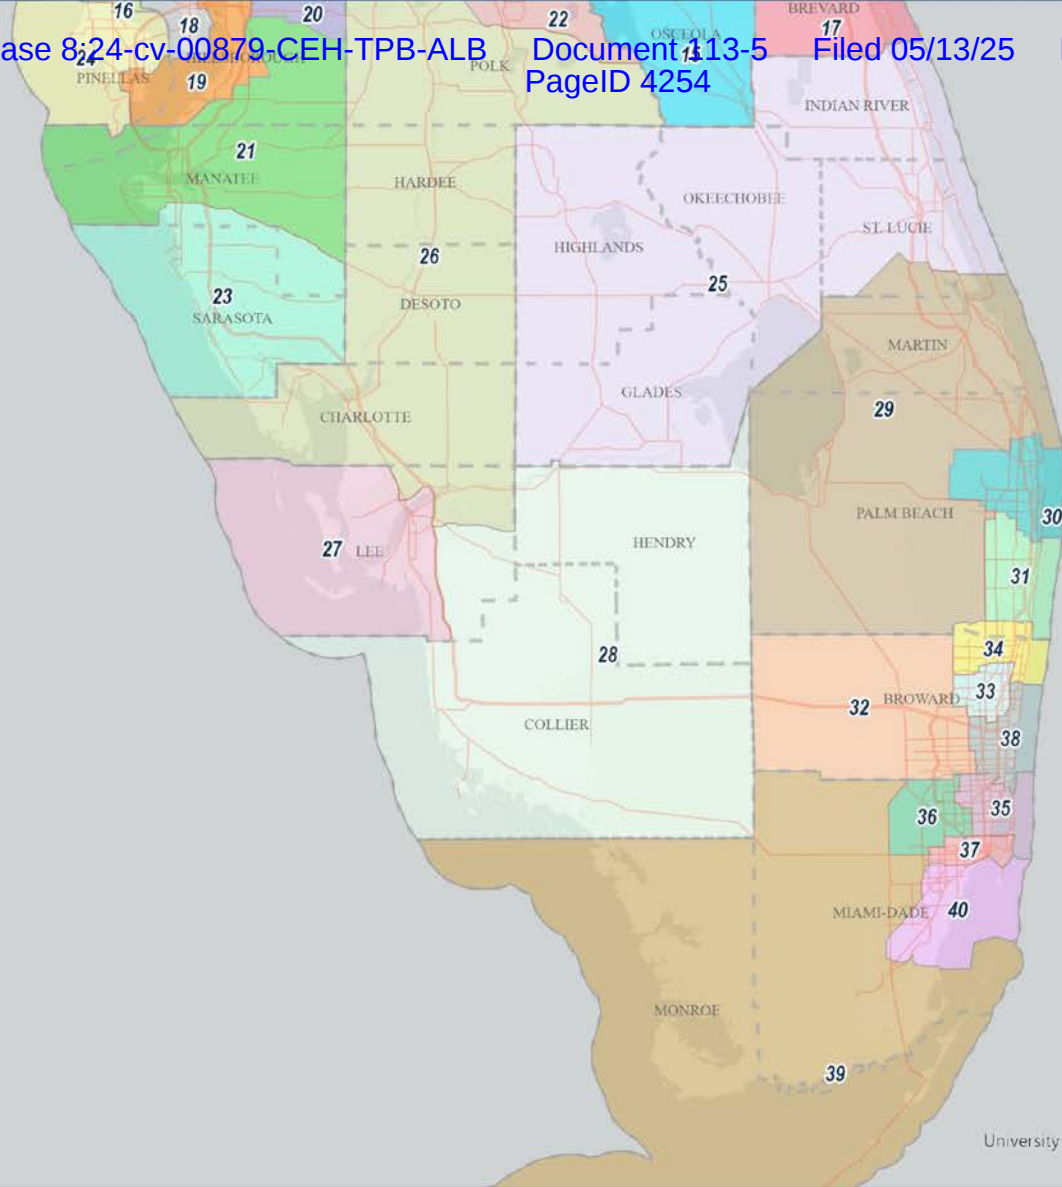 16
18
20
22
BREVARD
17
OSCEOLA
ase 8:24-cv-00879-CEH-TPB-ALB Document 113-5 Filed 05/13/25
24
HILLSBOROUGH
15
POLK
PINELLAS
19
PageID 4254
INDIAN RIVER
21
MANATEE
HARDEE
OKEECHOBEE
ST. LUCIE
HIGHLANDS
26
25
23
DESOTO
SARASOTA
MARTIN
GLADES
29
CHARLOTTE
PALM BEACH
30
27
LEE
HENDRY
31
28
34
33
32
BROWARD
COLLIER
38
36
35
37
MIAMI-DADE
40
MONROE
39
University